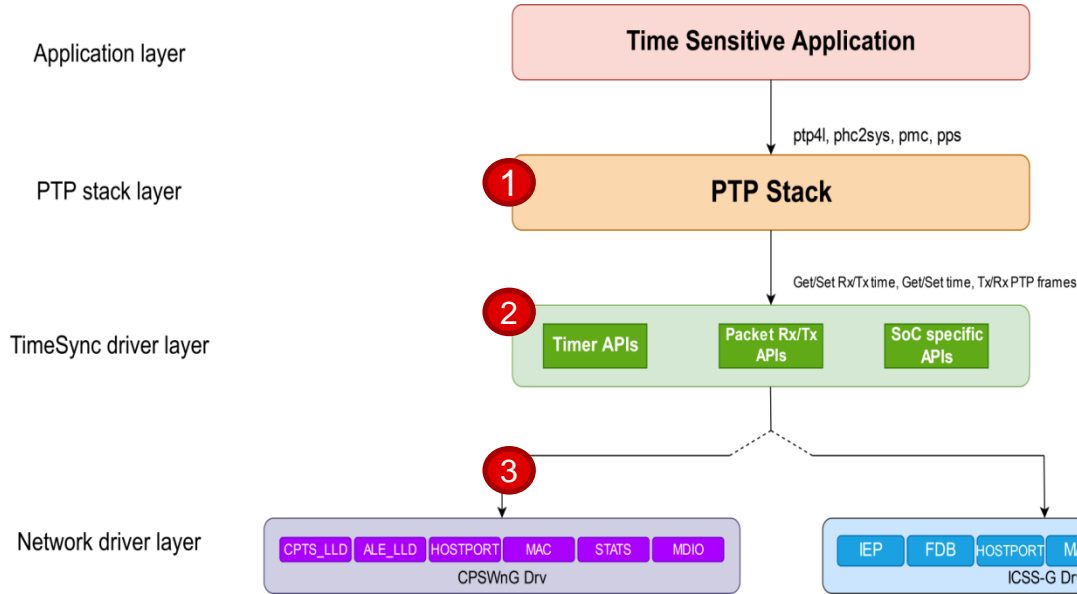 Application layer
Time Sensitive Application
ptp4l, phc2sys, pmc, pps
PTP stack layer
1
PTP Stack
Get/Set Rx/Tx time, Get/Set time, Tx/Rx PTP frames
2
TimeSync driver layer
Timer APIs
Packet Rx/Tx
APIs
SoC specific
APIs
3
Network driver layer
CPTS_LLD
ALE_LLD
HOSTPORT
MAC
STATS
MDIO
CPSWnG Drv
IEP
FDB
HOSTPORT
ICSS-G